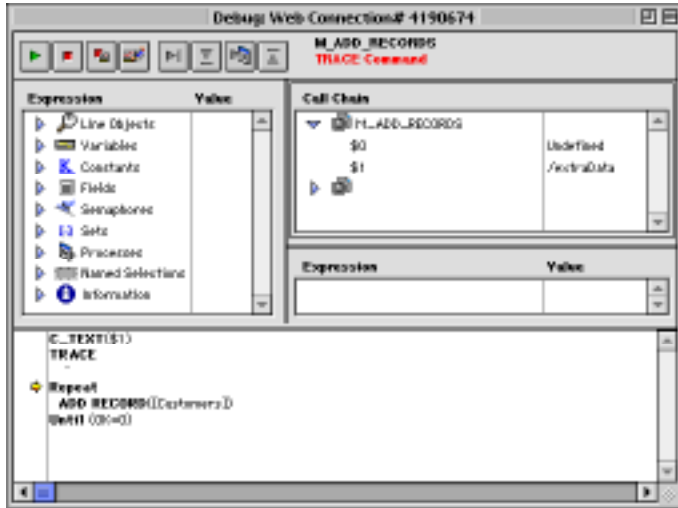 Debug: Web Connection# 4190674
M_ADD_RECORDS
TRACE Command
Expression Value
Line Objects
Variables
Constants
Fields
Semaphores
Sets
Processes
Named Selections
Information
Call Chain
M_ADD_RECORDS
$0 Undefined
$1 /extraData
Expression Value
C_TEXT($1)
TRACE
Repeat
ADD RECORD([Customers])
Until (OK=0)